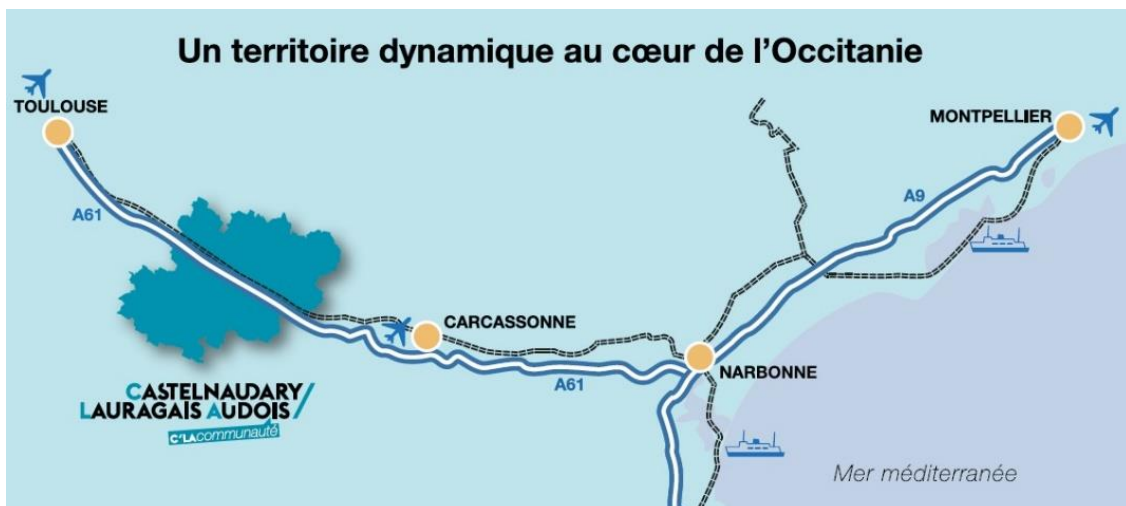 Un territoire dynamique au cœur de l'Occitanie
TOULOUSE
MONTPELLIER
A61
A9
CARCASSONNE
A61
NARBONNE
CASTELNAUDARY/
LAURAGAIS AUDOIS/
C'LAcommunauté
Mer méditerranée